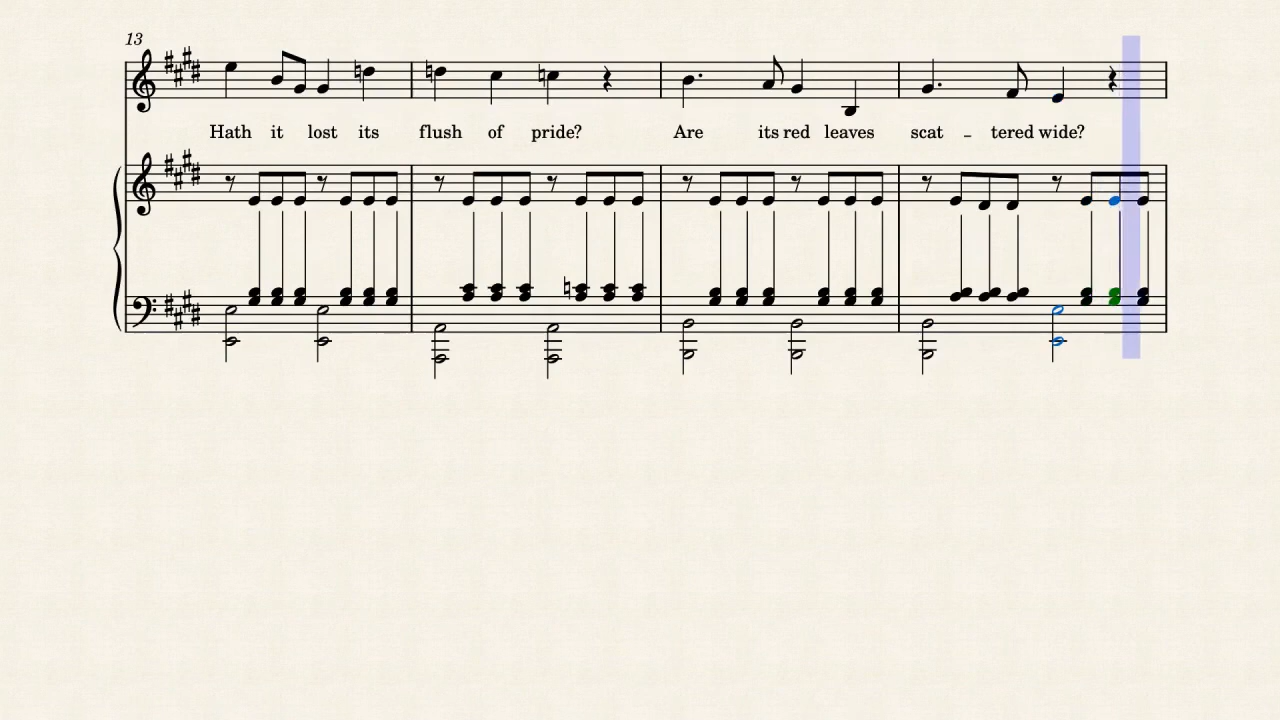 13
Hath it lost its flush of pride? Are its red leaves scat - tered wide?